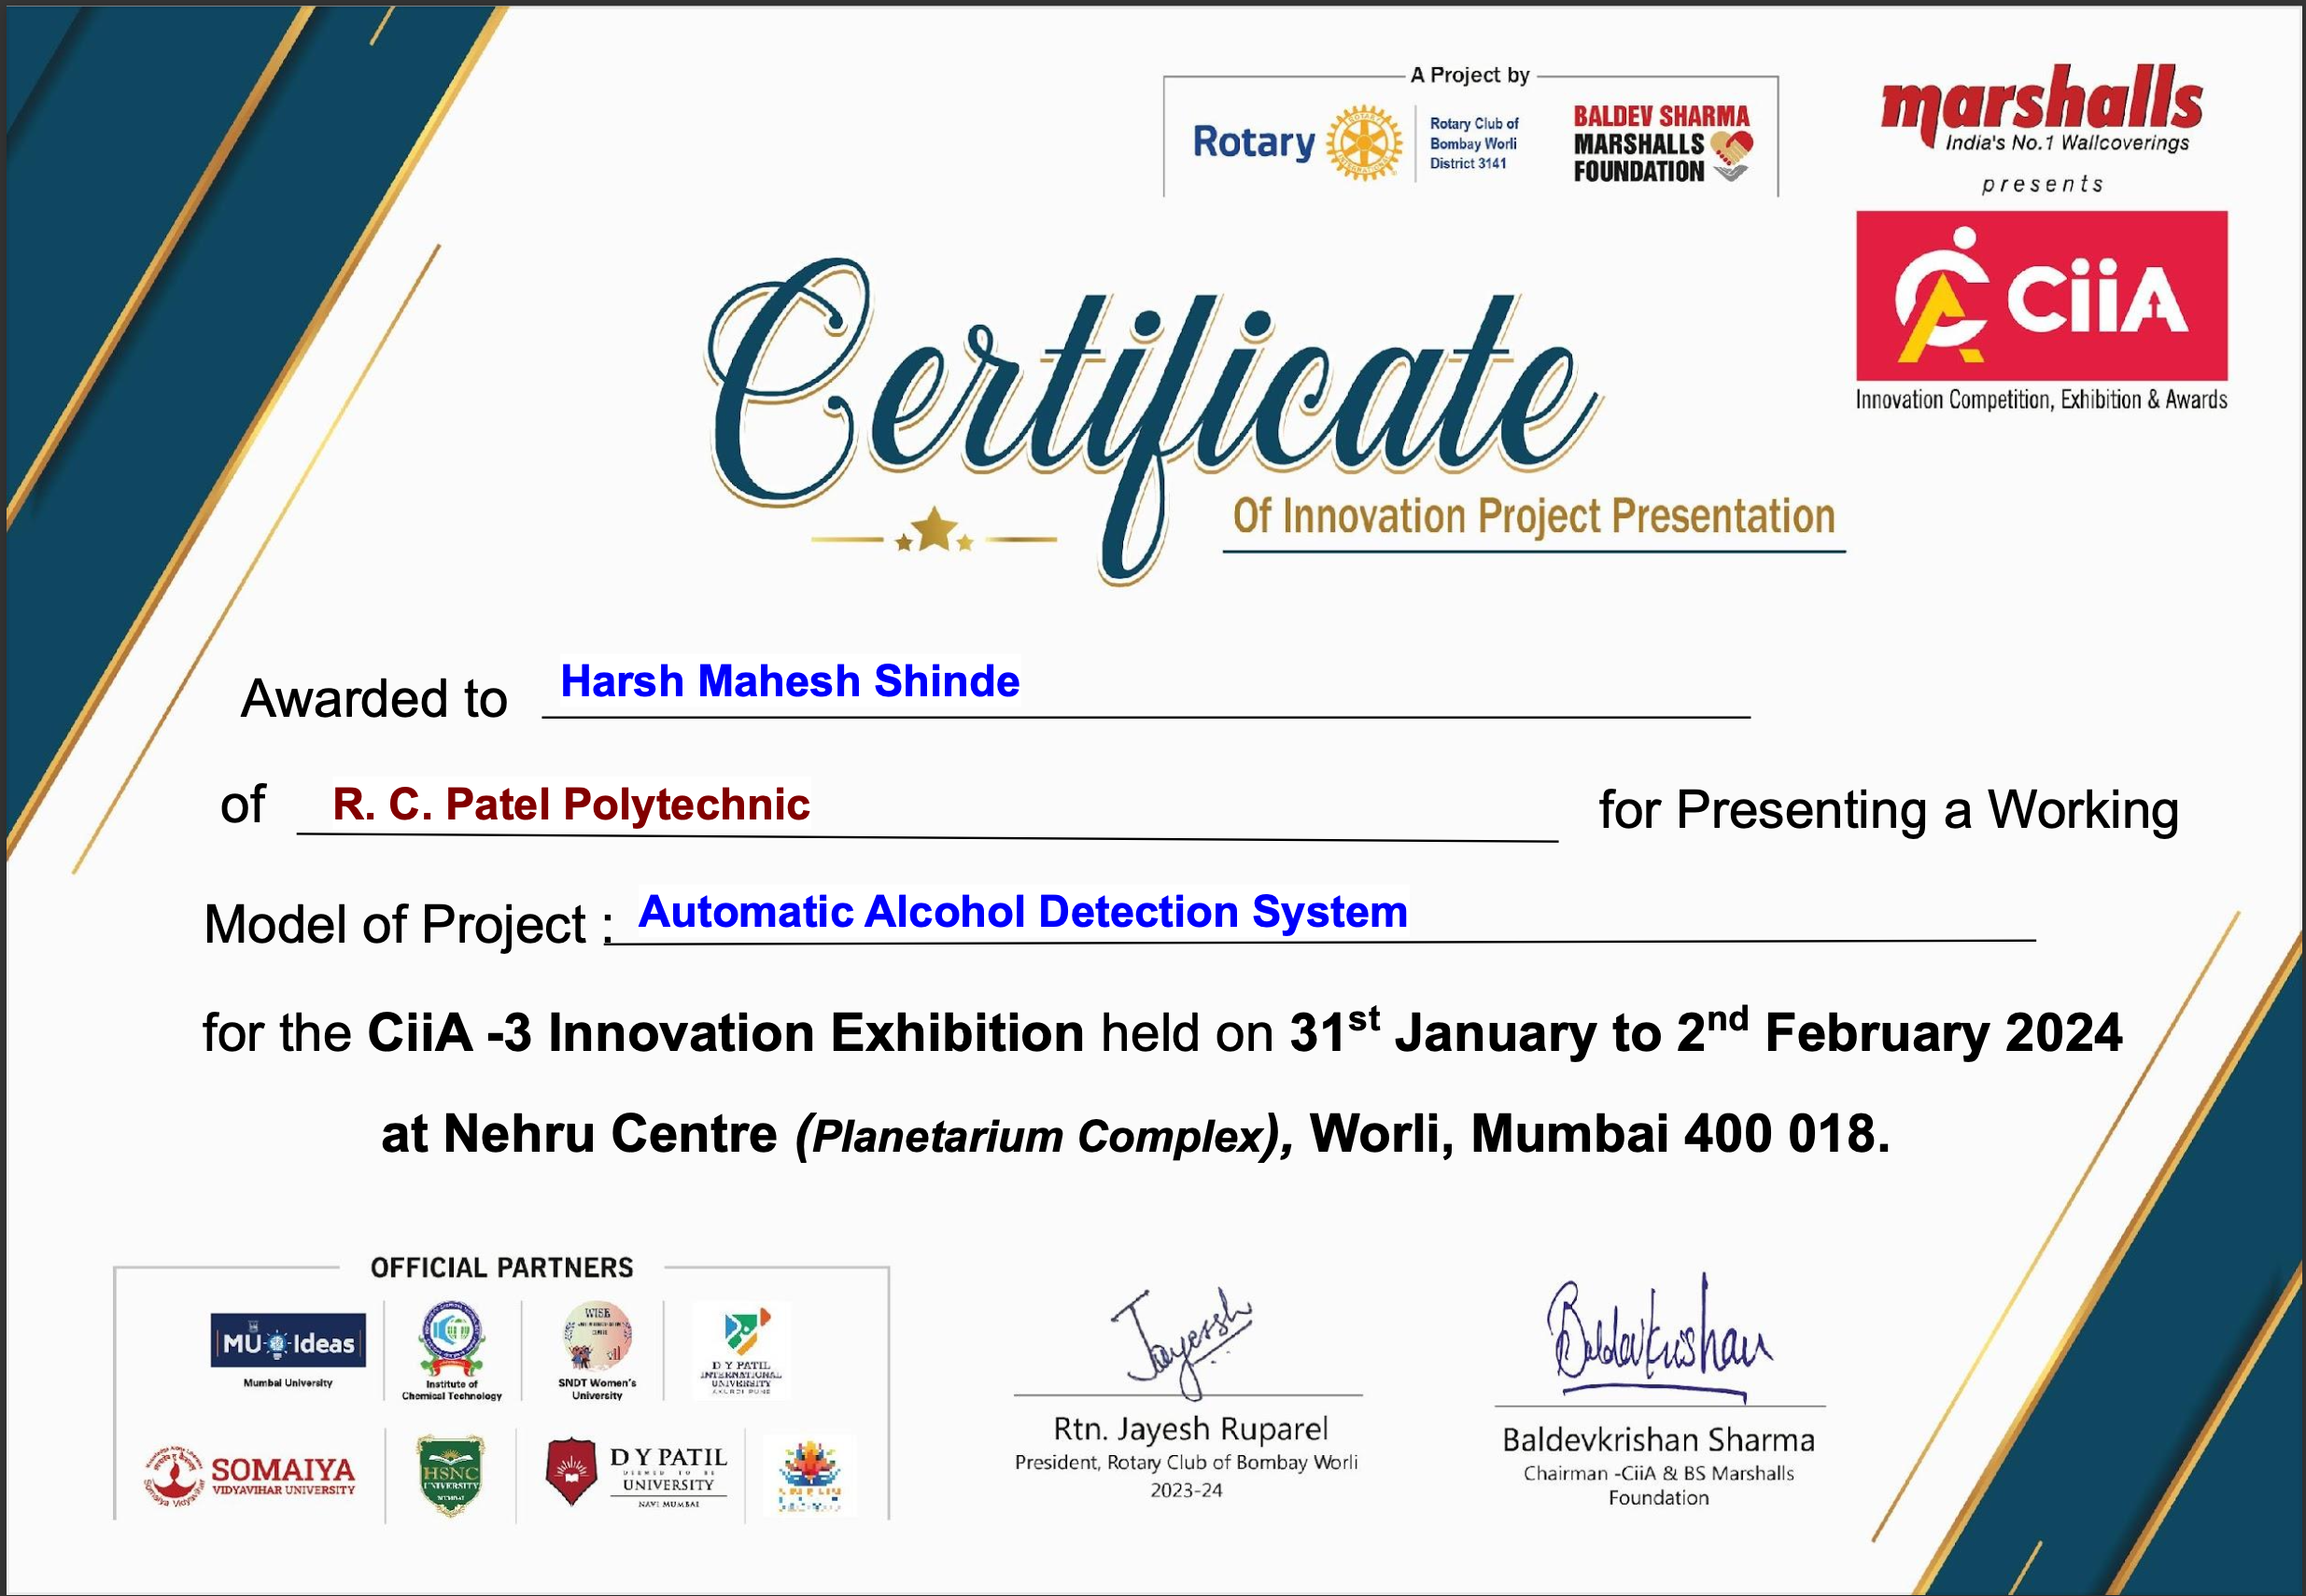 A Project by
Rotary
Rotary Club of
Bombay Worli
District 3141
BALDEV SHARMA
MARSHALLS
FOUNDATION
marshalls
India's No.1 Wallcoverings
presents
CiiA
Innovation Competition, Exhibition & Awards
Certificate
Of Innovation Project Presentation
Awarded to Harsh Mahesh Shinde
of R. C. Patel Polytechnic for Presenting a Working
Model of Project : Automatic Alcohol Detection System
for the CiiA -3 Innovation Exhibition held on 31st January to 2nd February 2024
at Nehru Centre (Planetarium Complex), Worli, Mumbai 400 018.
OFFICIAL PARTNERS
MU Ideas
Mumbai University
Institute of
Chemical Technology
WISE
SNDT Women's
University
D Y PATIL
INTERNATIONAL
UNIVERSITY
AKURDI PUNE
SOMAIYA
VIDYAVIHAR UNIVERSITY
Somaiya Vidyavihar
HSNC
UNIVERSITY
MUMBAI
D Y PATIL
DEEMED TO BE
UNIVERSITY
NAVI MUMBAI
Jayessh
Rtn. Jayesh Ruparel
President, Rotary Club of Bombay Worli
2023-24
Baldevkrishan
Baldevkrishan Sharma
Chairman -CiiA & BS Marshalls
Foundation